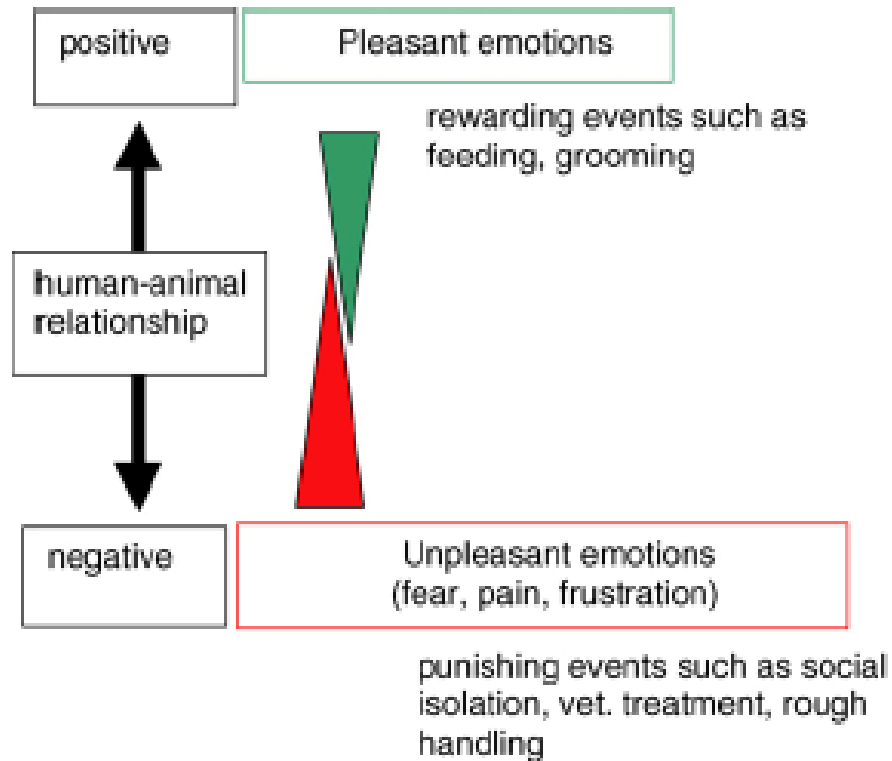 positive
Pleasant emotions
rewarding events such as
feeding, grooming
human-animal
relationship
negative
Unpleasant emotions
(fear, pain, frustration)
punishing events such as social
isolation, vet. treatment, rough
handling